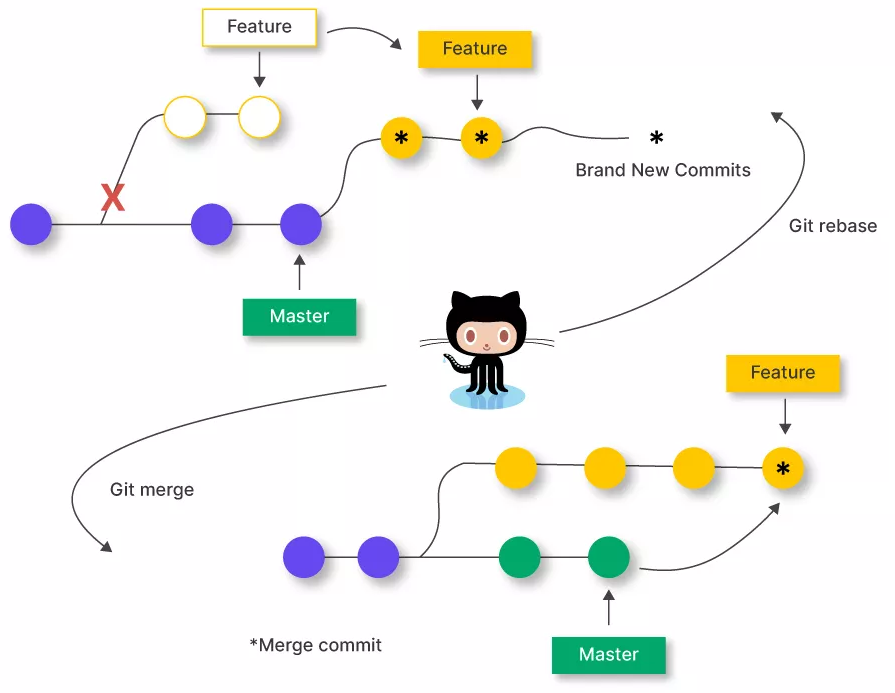 Feature
Feature
X
* *
*
Brand New Commits
Git rebase
Master
Feature
*
Git merge
*Merge commit
Master